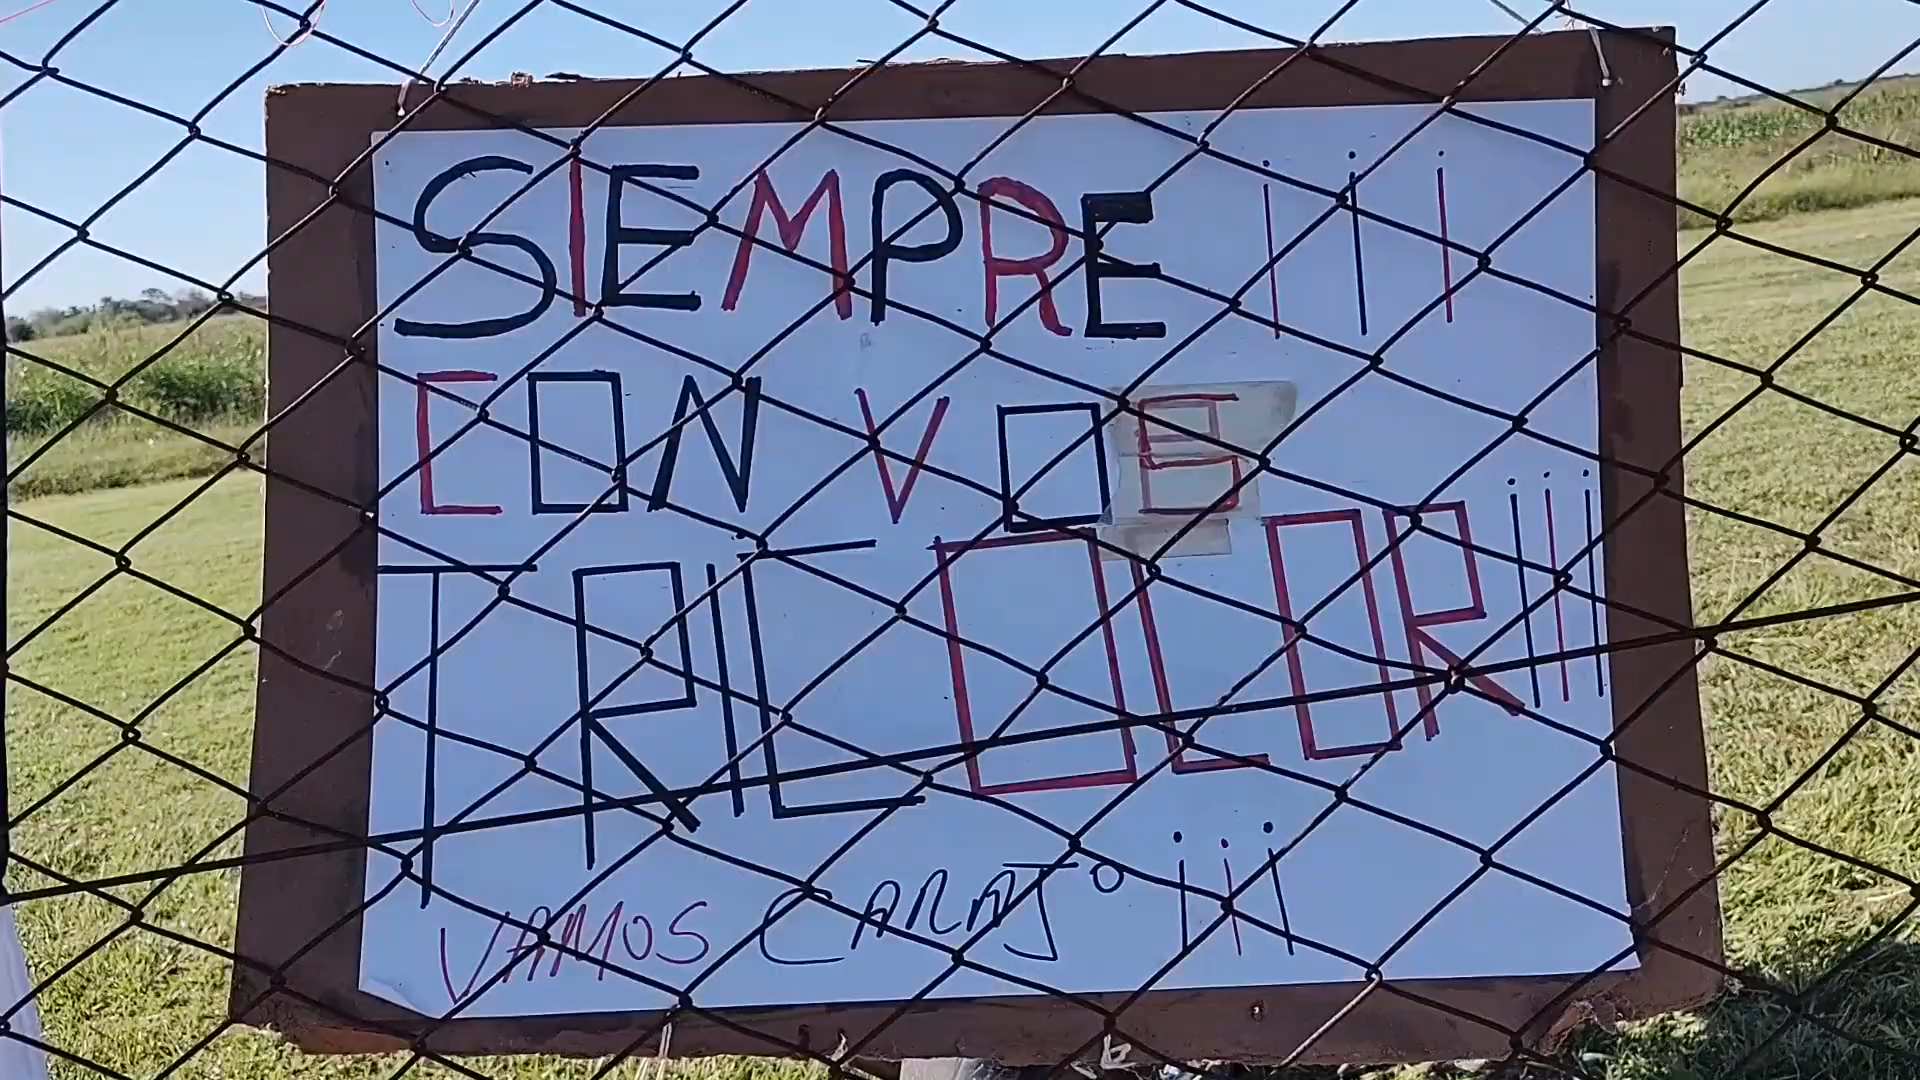 SIEMPRE ¡¡¡
CON VOS
TRICOLOR ¡¡¡
VAMOS CARAJO ¡¡¡